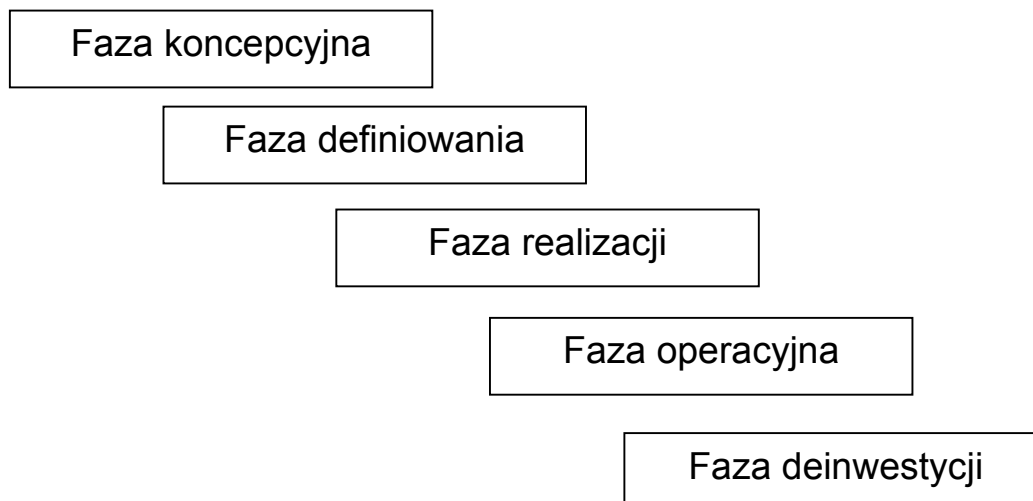 Faza koncepcyjna
Faza definiowania
Faza realizacji
Faza operacyjna
Faza deinwestycji